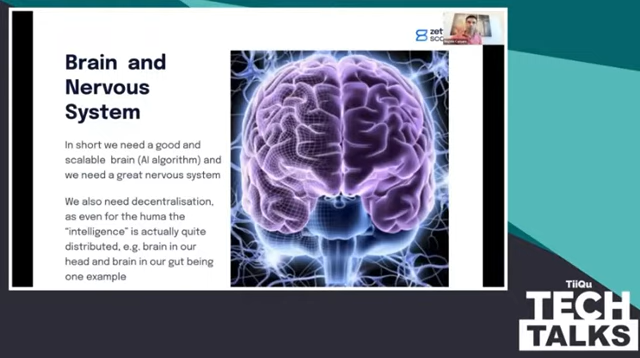 Brain and
Nervous
System
In short we need a good and
scalable brain (AI algorithm) and
we need a great nervous system
We also need decentralisation,
as even for the huma the
"intelligence" is actually quite
distributed, e.g. brain in our
head and brain in our gut being
one example
TiiQu
TECH
TALKS